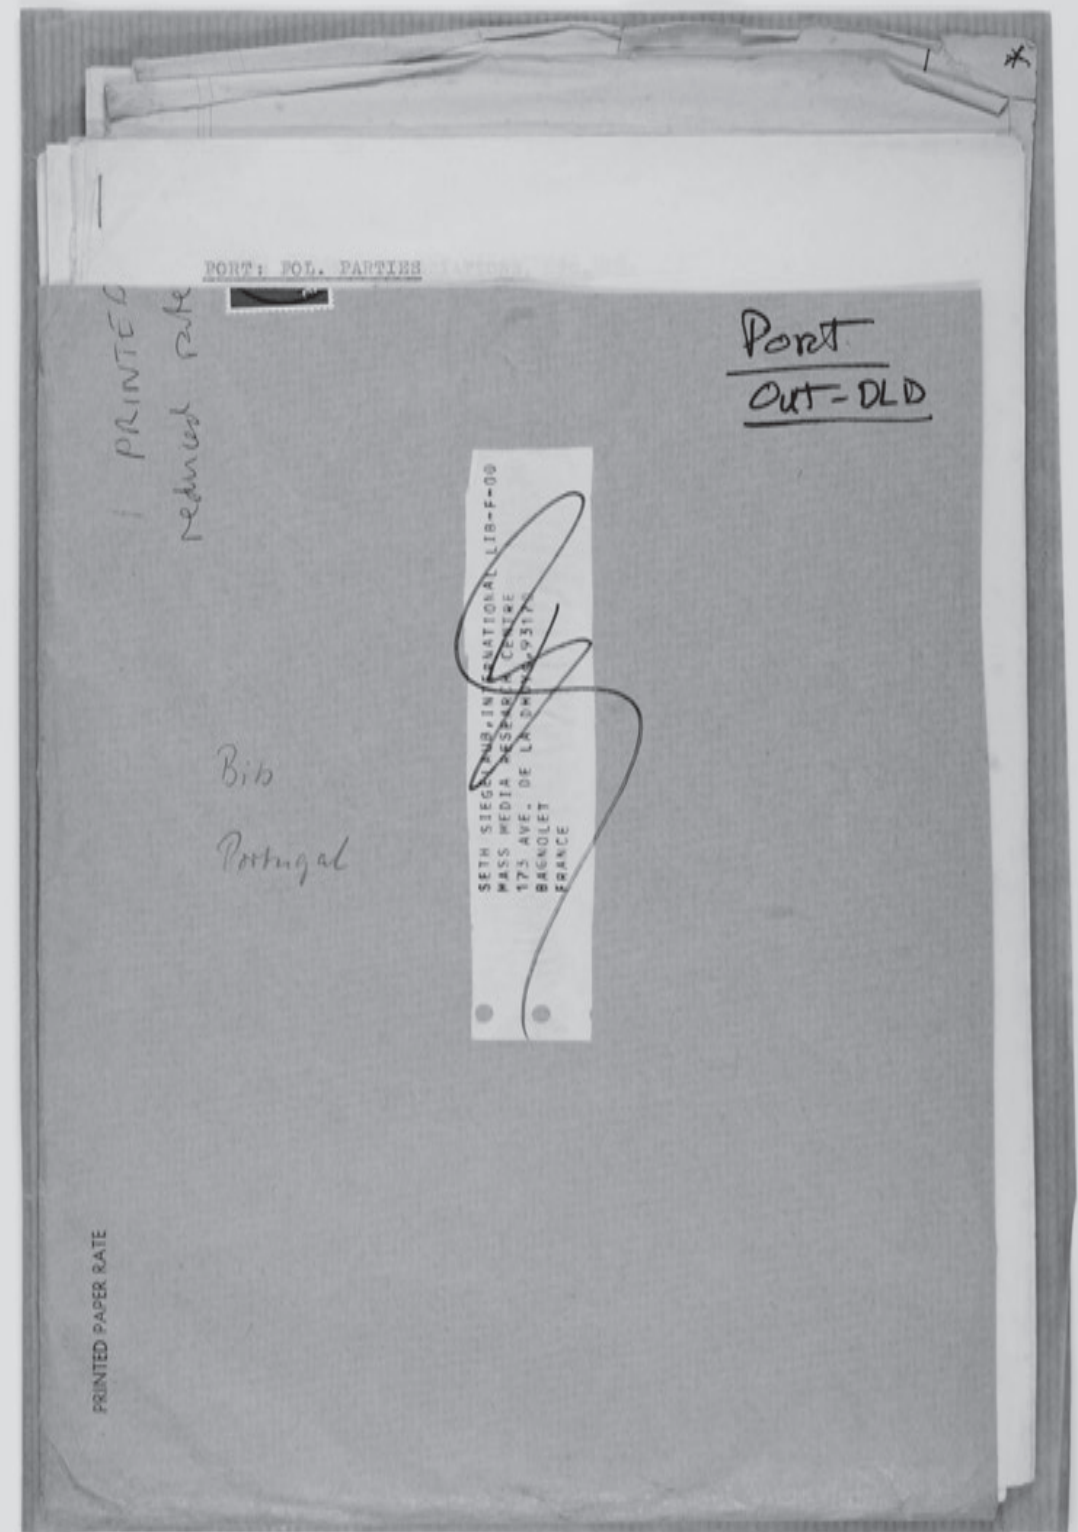 *
PORT: POL. PARTIES
PRINTED
reduced rate
Port
Out-DLD
SETH SIEGELAUB,INTERNATIONAL LIB-F-00
MASS MEDIA RESEARCH CENTRE
173 AVE. DE LA DHUYS,93170
BAGNOLET
FRANCE
Bib
Portugal
PRINTED PAPER RATE